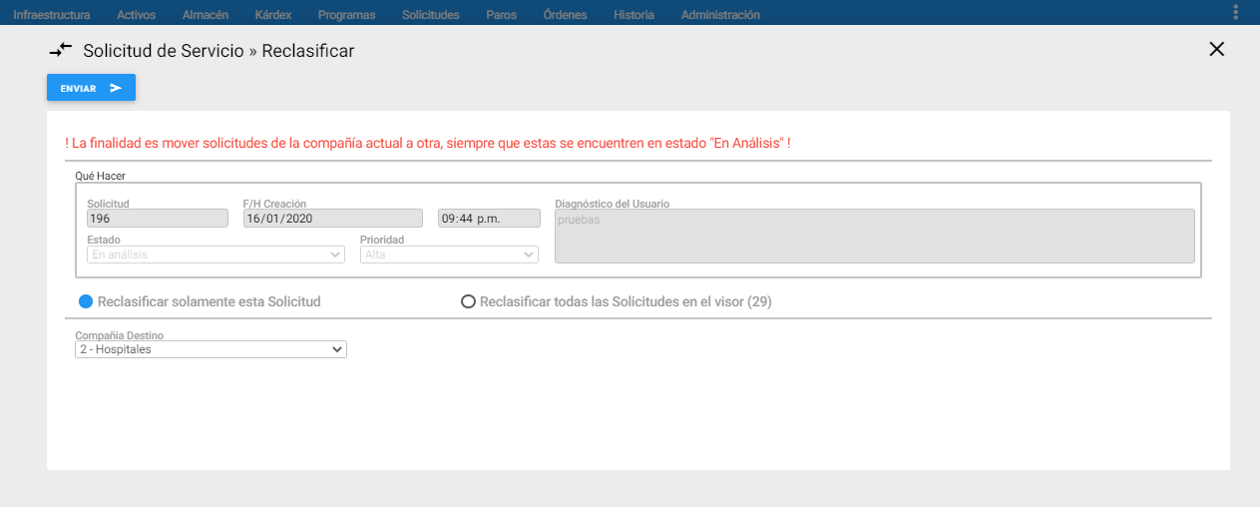 Infraestructura Activos Almacén Kárdex Programas Solicitudes Paros Órdenes Historia Administración
Solicitud de Servicio » Reclasificar
ENVIAR
! La finalidad es mover solicitudes de la compañía actual a otra, siempre que estas se encuentren en estado "En Análisis" !
Qué Hacer
Solicitud F/H Creación Diagnóstico del Usuario
196 16/01/2020 09:44 p.m. pruebas
Estado Prioridad
En análisis Alta
Reclasificar solamente esta Solicitud Reclasificar todas las Solicitudes en el visor (29)
Compañia Destino
2 - Hospitales